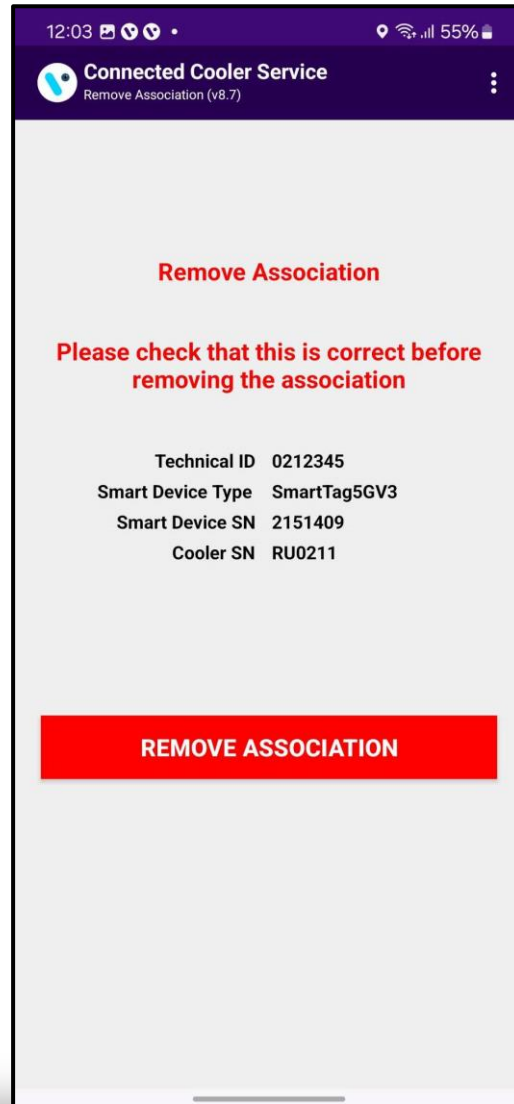 12:03
55%
Connected Cooler Service
Remove Association (v8.7)
Remove Association
Please check that this is correct before
removing the association
Technical ID 0212345
Smart Device Type SmartTag5GV3
Smart Device SN 2151409
Cooler SN RU0211
REMOVE ASSOCIATION